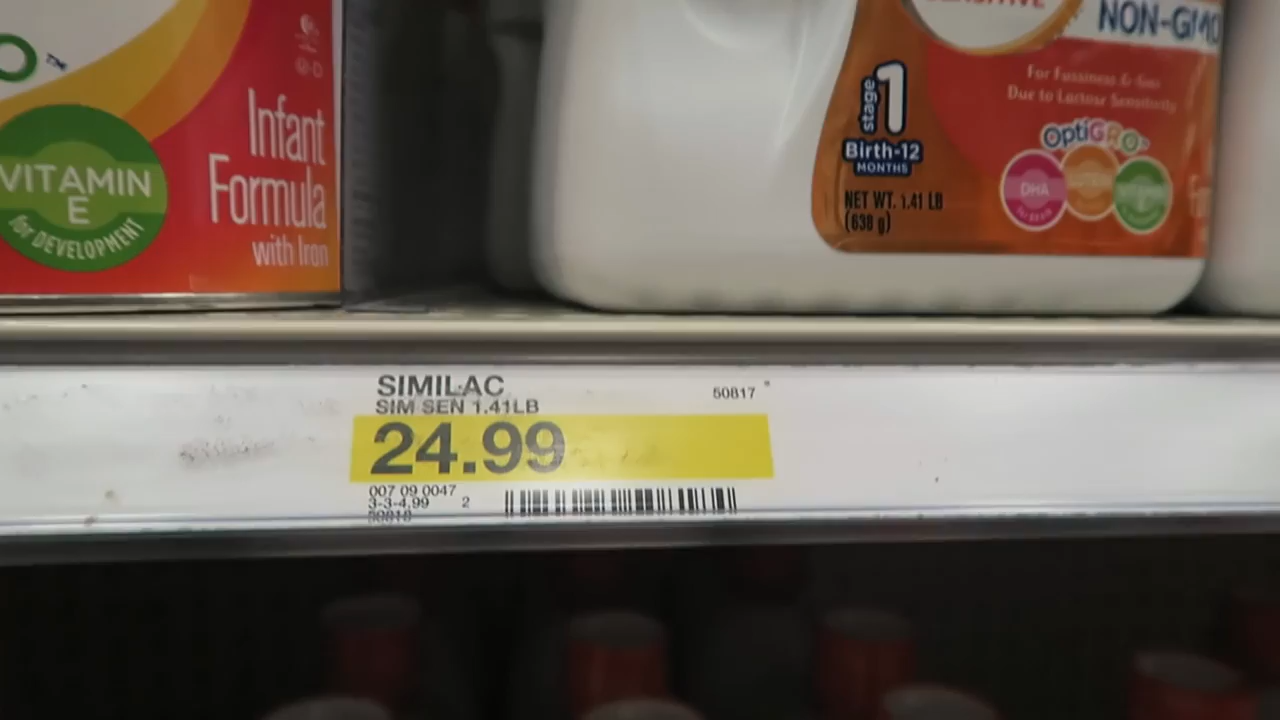 VITAMIN
E
for DEVELOPMENT
Infant
Formula
with Iron
SENSITIVE
NON-GMO
For Fussiness & Gas
Due to Lactose Sensitivity
stage 1
Birth-12
MONTHS
NET WT. 1.41 LB
(638 g)
OptiGRO
DHA
SIMILAC
50817
SIM SEN 1.41LB
24.99
007 09 0047
3-3-4.99 2